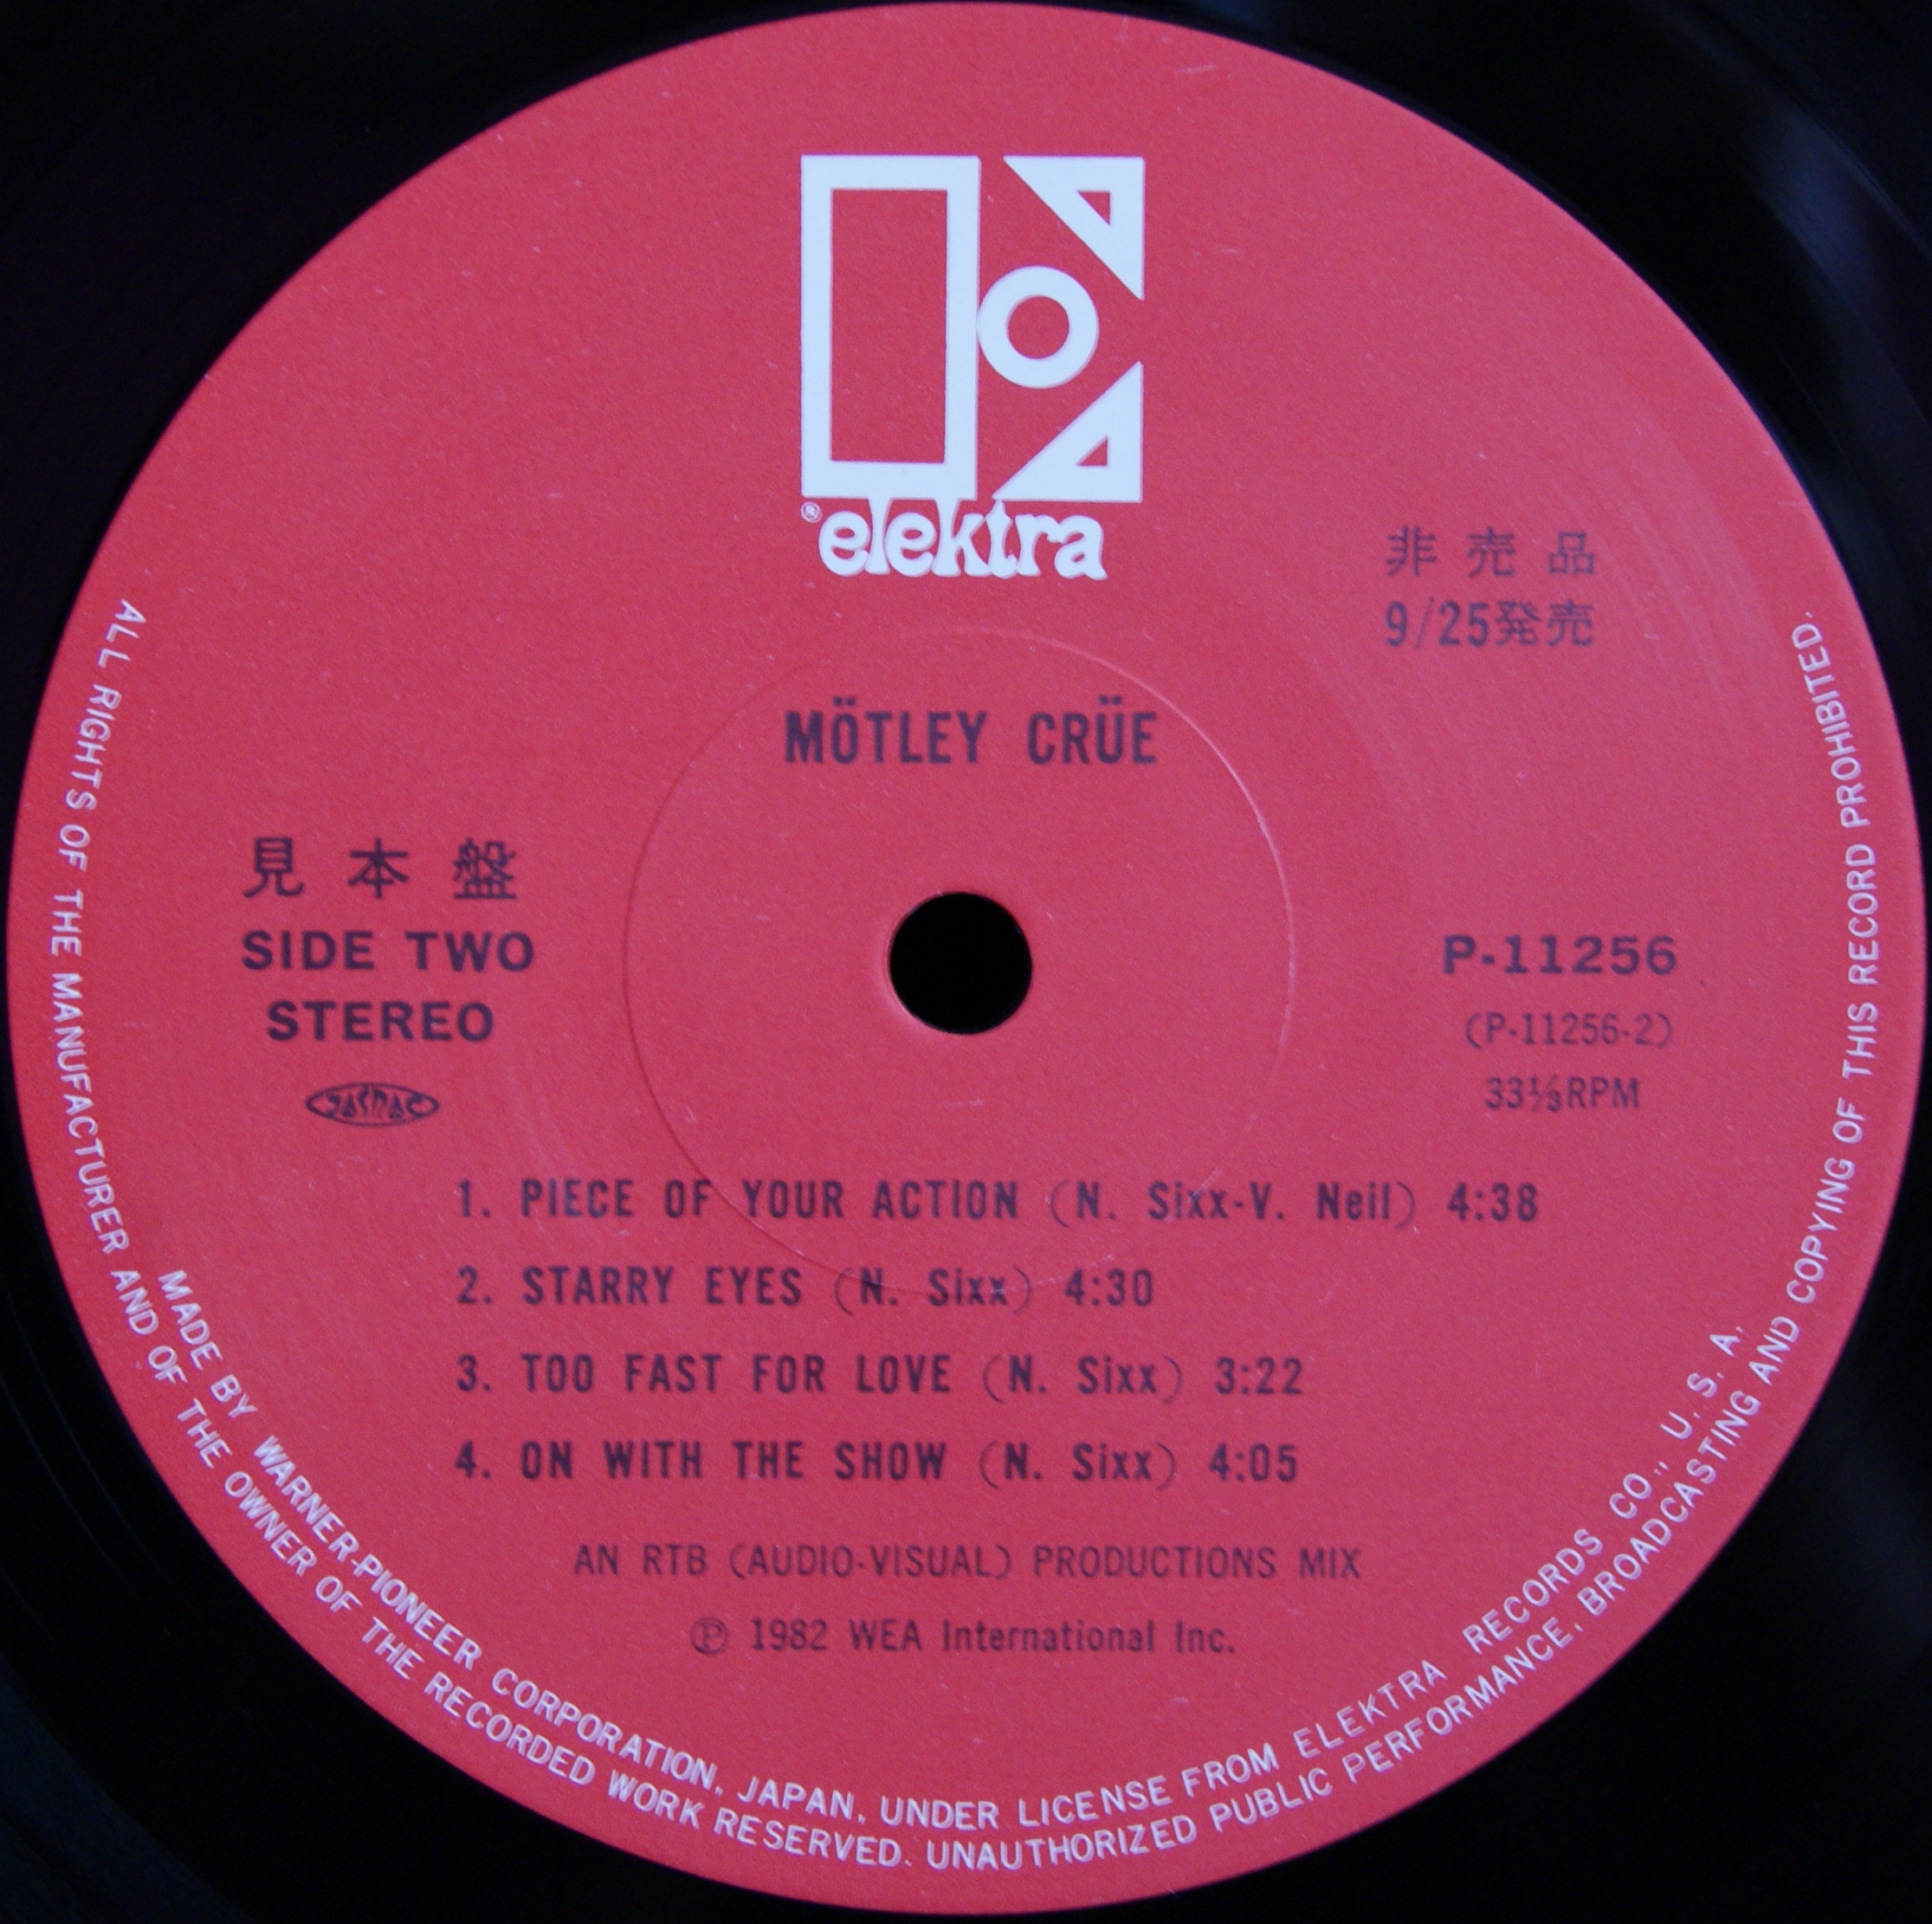 ® elektra
非売品
9/25発売
MÖTLEY CRÜE
見本盤
SIDE TWO
STEREO
JASRAC
P-11256
(P-11256-2)
33⅓RPM
1. PIECE OF YOUR ACTION (N. Sixx-V. Neil) 4:38
2. STARRY EYES (N. Sixx) 4:30
3. TOO FAST FOR LOVE (N. Sixx) 3:22
4. ON WITH THE SHOW (N. Sixx) 4:05
AN RTB (AUDIO-VISUAL) PRODUCTIONS MIX
℗ 1982 WEA International Inc.
MADE BY WARNER-PIONEER CORPORATION, JAPAN, UNDER LICENSE FROM ELEKTRA RECORDS CO., U. S. A.
ALL RIGHTS OF THE MANUFACTURER AND OF THE OWNER OF THE RECORDED WORK RESERVED. UNAUTHORIZED PUBLIC PERFORMANCE, BROADCASTING AND COPYING OF THIS RECORD PROHIBITED.